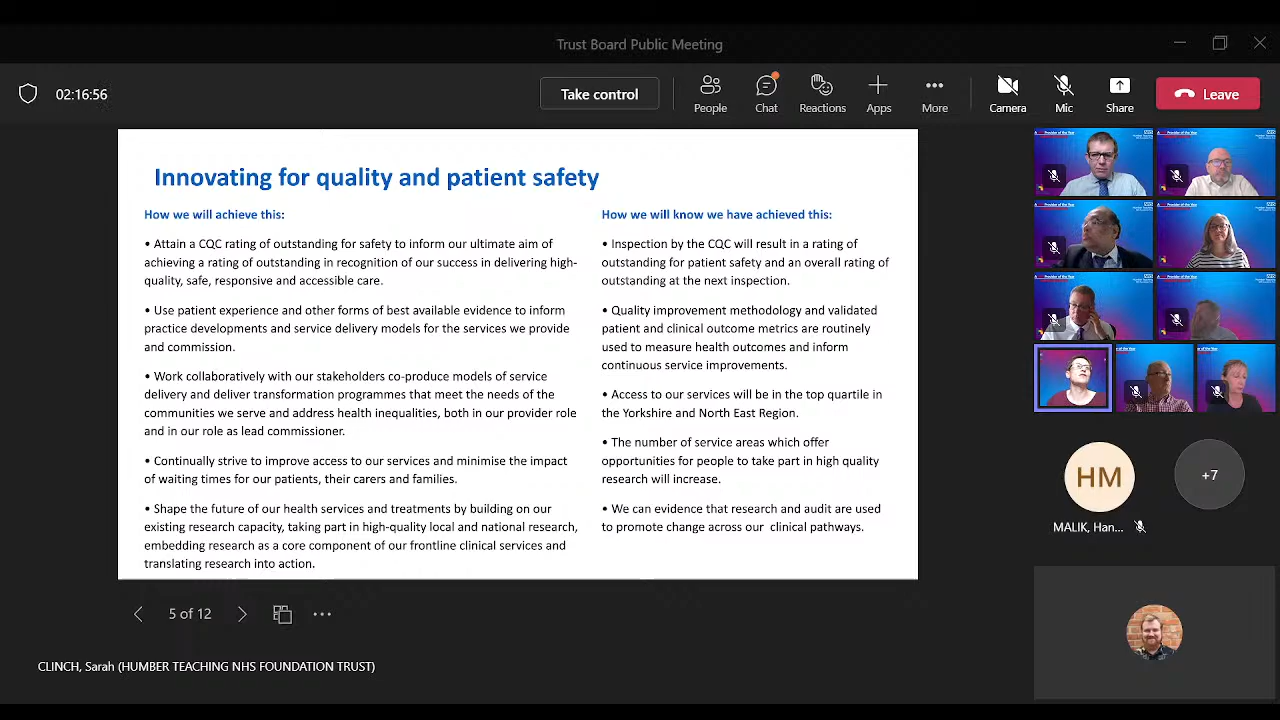 Trust Board Public Meeting
02:16:56
Take control
People
Chat
Reactions
Apps
More
Camera
Mic
Share
Leave
Innovating for quality and patient safety
How we will achieve this:
• Attain a CQC rating of outstanding for safety to inform our ultimate aim of
achieving a rating of outstanding in recognition of our success in delivering high-
quality, safe, responsive and accessible care.
• Use patient experience and other forms of best available evidence to inform
practice developments and service delivery models for the services we provide
and commission.
• Work collaboratively with our stakeholders co-produce models of service
delivery and deliver transformation programmes that meet the needs of the
communities we serve and address health inequalities, both in our provider role
and in our role as lead commissioner.
• Continually strive to improve access to our services and minimise the impact
of waiting times for our patients, their carers and families.
• Shape the future of our health services and treatments by building on our
existing research capacity, taking part in high-quality local and national research,
embedding research as a core component of our frontline clinical services and
translating research into action.
How we will know we have achieved this:
• Inspection by the CQC will result in a rating of
outstanding for patient safety and an overall rating of
outstanding at the next inspection.
• Quality improvement methodology and validated
patient and clinical outcome metrics are routinely
used to measure health outcomes and inform
continuous service improvements.
• Access to our services will be in the top quartile in
the Yorkshire and North East Region.
• The number of service areas which offer
opportunities for people to take part in high quality
research will increase.
• We can evidence that research and audit are used
to promote change across our clinical pathways.
Provider of the Year
Provider of the Year
HM
+7
MALIK, Han...
5 of 12
CLINCH, Sarah (HUMBER TEACHING NHS FOUNDATION TRUST)